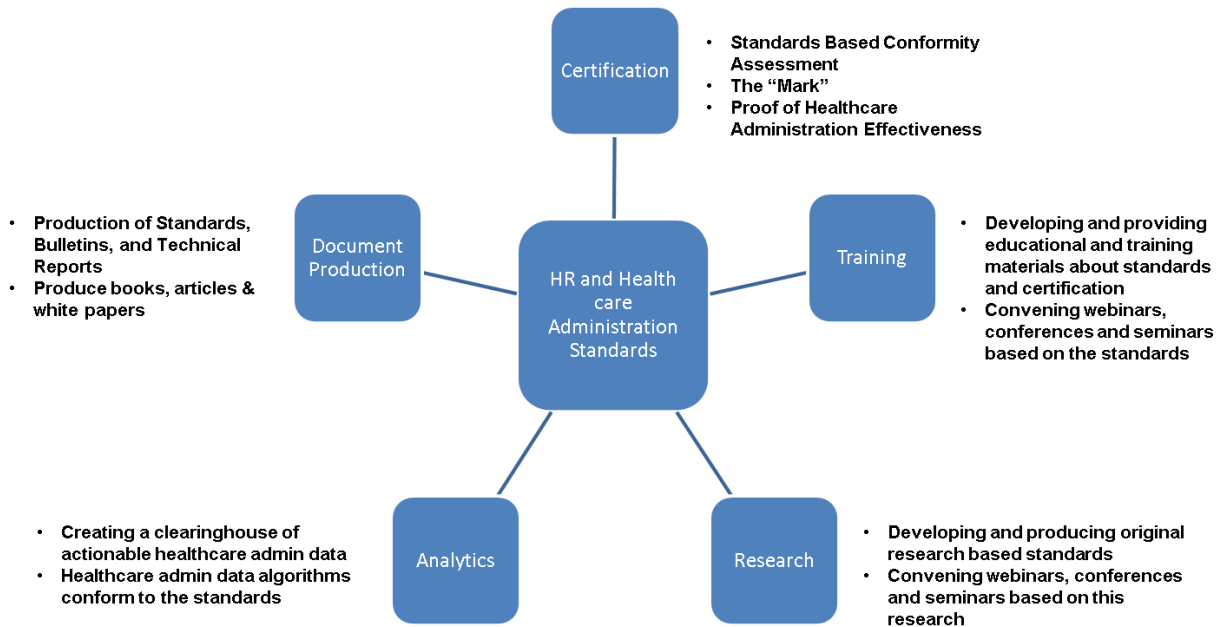 Certification
• Standards Based Conformity
Assessment
• The “Mark”
• Proof of Healthcare
Administration Effectiveness
• Production of Standards,
Bulletins, and Technical
Reports
• Produce books, articles &
white papers
Document
Production
HR and Health
care
Administration
Standards
Training
• Developing and providing
educational and training
materials about standards
and certification
• Convening webinars,
conferences and seminars
based on the standards
• Creating a clearinghouse of
actionable healthcare admin data
• Healthcare admin data algorithms
conform to the standards
Analytics
Research
• Developing and producing original
research based standards
• Convening webinars, conferences
and seminars based on this
research